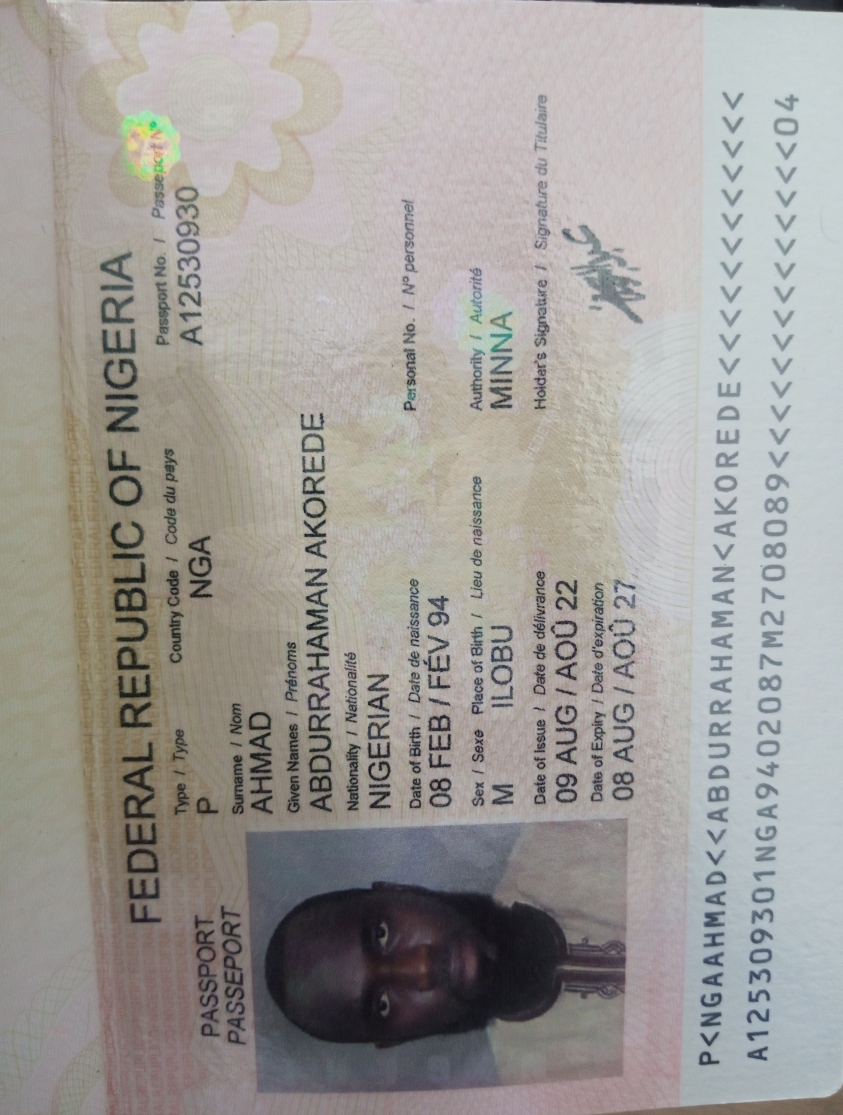 FEDERAL REPUBLIC OF NIGERIA
PASSPORT
PASSEPORT
Type / Type Country Code / Code du pays Passport No. / Passeport Nº
P NGA A12530930
Surname / Nom
AHMAD
Given Names / Prénoms
ABDURRAHAMAN AKOREDE
Nationality / Nationalité
NIGERIAN
Date of Birth / Date de naissance Personal No. / Nº personnel
08 FEB / FÉV 94
Sex / Sexe Place of Birth / Lieu de naissance Authority / Autorité
M ILOBU MINNA
Date of Issue / Date de délivrance Holder's Signature / Signature du Titulaire
09 AUG / AOÛ 22
Date of Expiry / Date d'expiration
08 AUG / AOÛ 27
P<NGAAHMAD<<ABDURRAHAMAN<AKOREDE<<<<<<<<<<<<
A125309301NGA9402087M2708089<<<<<<<<<<<<<<04